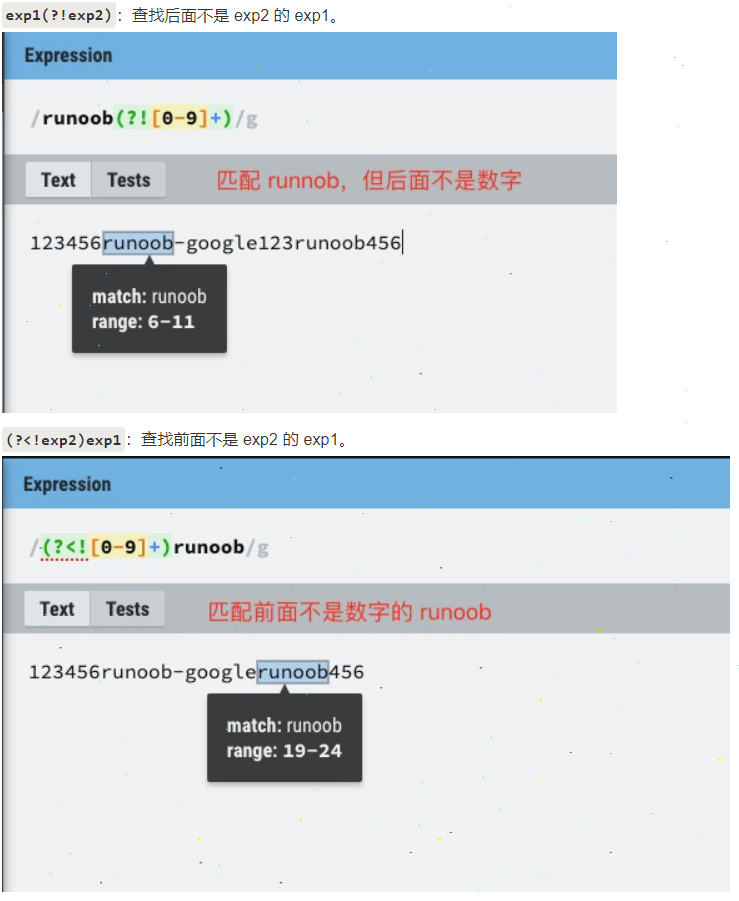 exp1(?!exp2)：查找后面不是 exp2 的 exp1。
Expression
/runoob(?![0-9]+)/g
Text Tests 匹配 runnob，但后面不是数字
123456runoob-google123runoob456
match: runoob
range: 6-11
(?<!exp2)exp1：查找前面不是 exp2 的 exp1。
Expression
/(?<![0-9]+)runoob/g
Text Tests 匹配前面不是数字的 runoob
123456runoob-googlerunoob456
match: runoob
range: 19-24